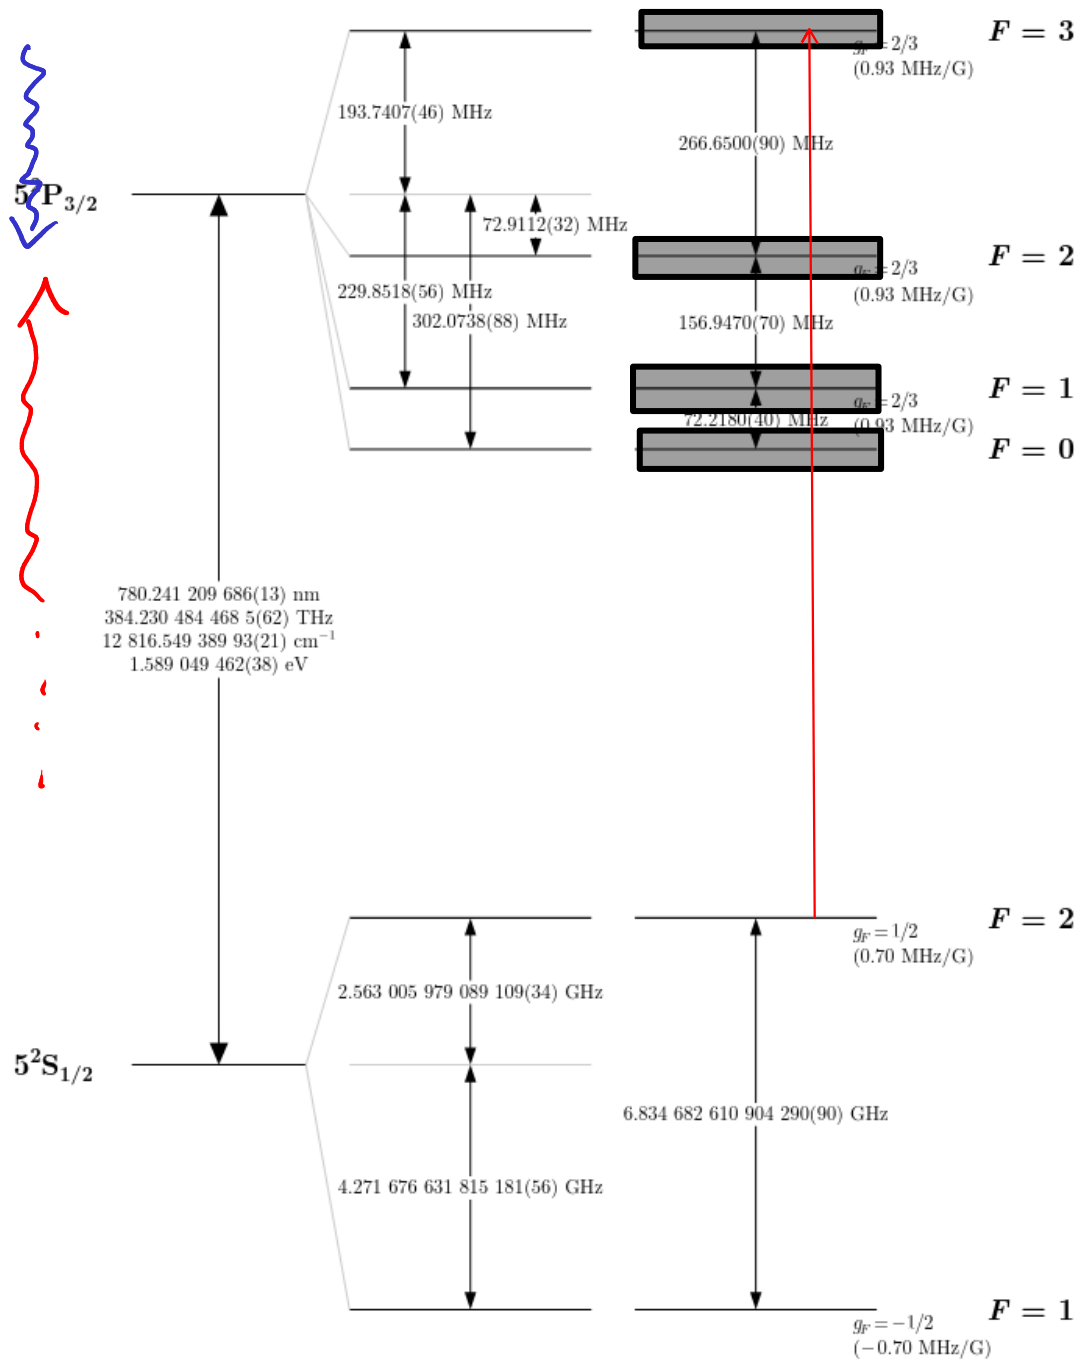 F = 3
g_F = 2/3
(0.93 MHz/G)
193.7407(46) MHz
266.6500(90) MHz
5²P3/2
72.9112(32) MHz
F = 2
g_F = 2/3
(0.93 MHz/G)
229.8518(56) MHz
302.0738(88) MHz
156.9470(70) MHz
F = 1
g_F = 2/3
(0.93 MHz/G)
72.2180(40) MHz
F = 0
780.241 209 686(13) nm
384.230 484 468 5(62) THz
12 816.549 389 93(21) cm⁻¹
1.589 049 462(38) eV
F = 2
g_F = 1/2
(0.70 MHz/G)
2.563 005 979 089 109(34) GHz
5²S1/2
6.834 682 610 904 290(90) GHz
4.271 676 631 815 181(56) GHz
F = 1
g_F = −1/2
(−0.70 MHz/G)